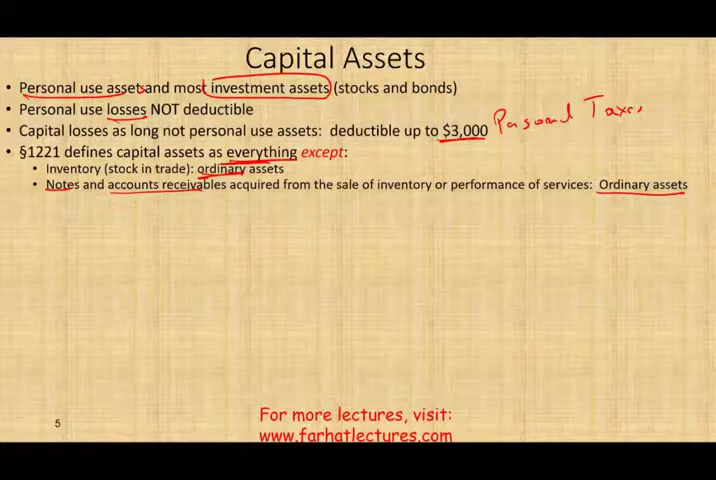 Capital Assets
• Personal use assets and most investment assets (stocks and bonds)
• Personal use losses NOT deductible
• Capital losses as long not personal use assets: deductible up to $3,000 Personal Taxes
• §1221 defines capital assets as everything except:
• Inventory (stock in trade): ordinary assets
• Notes and accounts receivables acquired from the sale of inventory or performance of services: Ordinary assets
5
For more lectures, visit:
www.farhatlectures.com